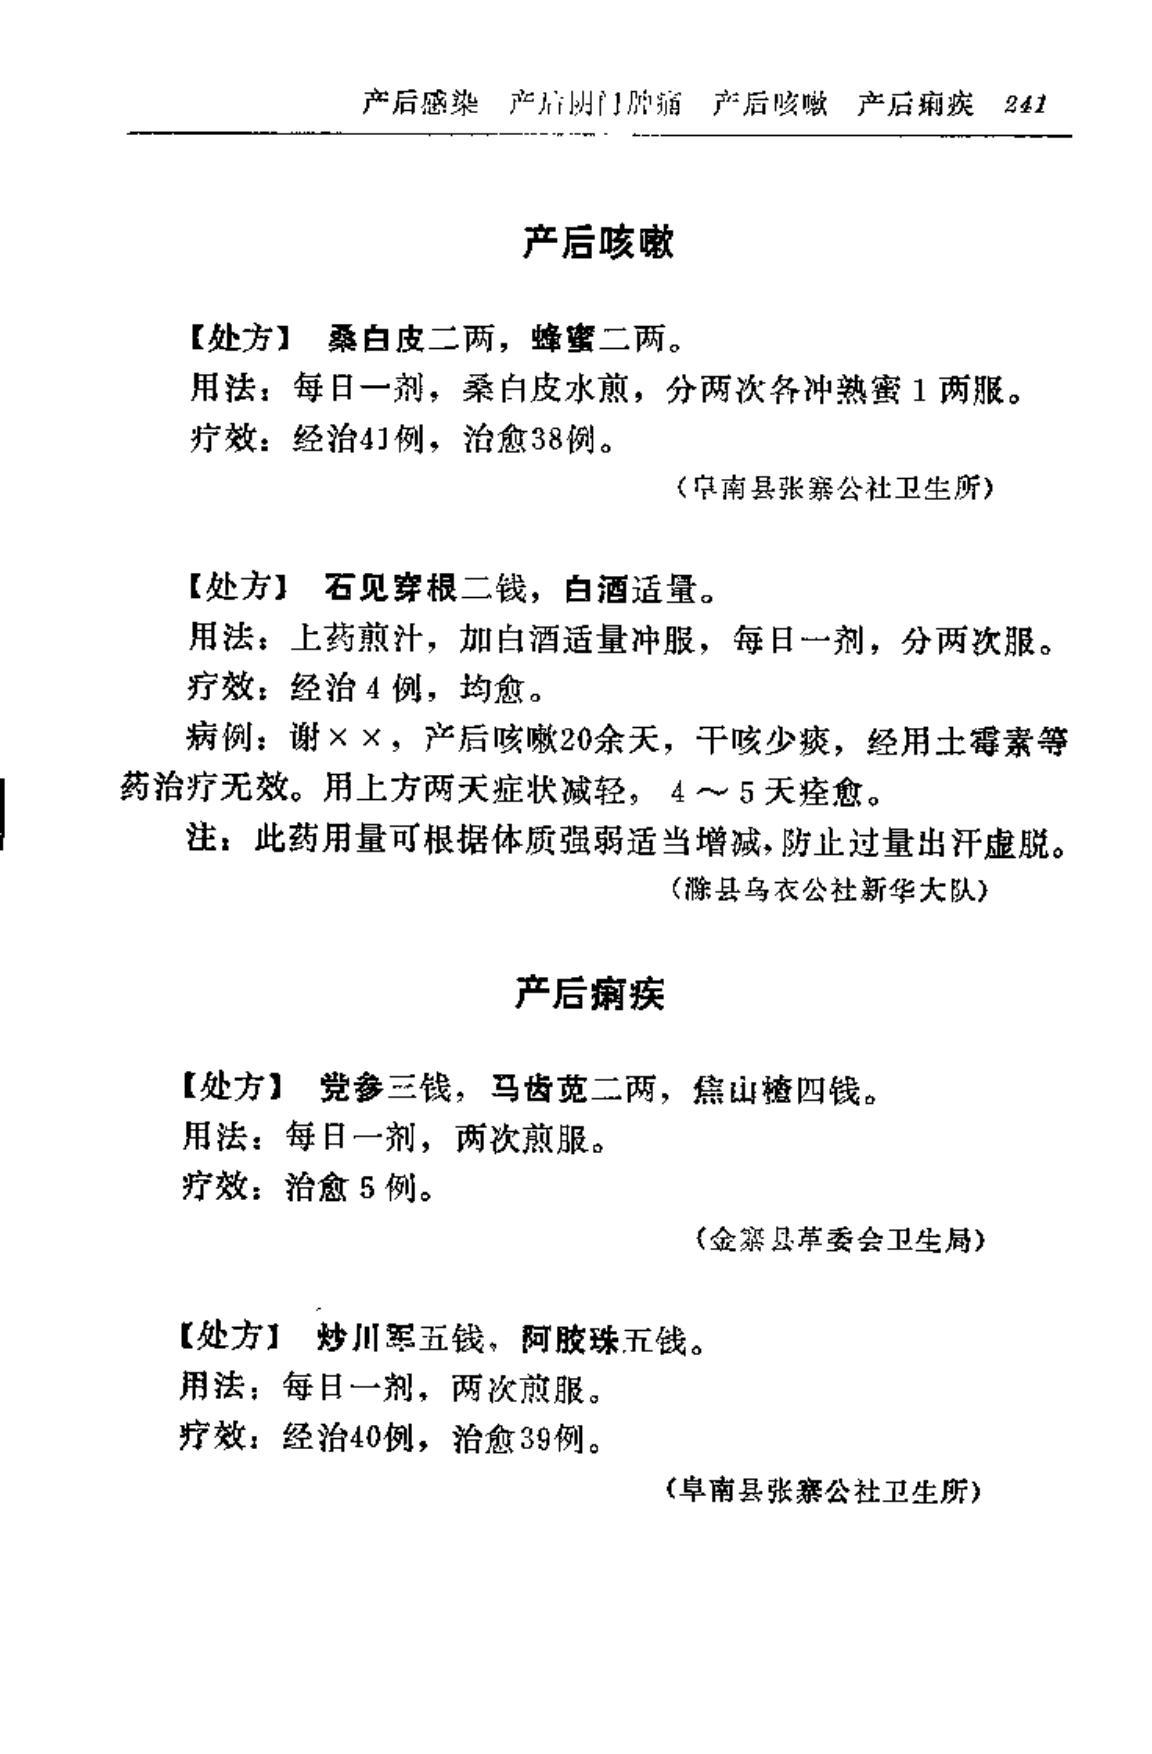 产后感染 产后阴门肿痛 产后咳嗽 产后痢疾 241
产后咳嗽
【处方】 桑白皮二两，蜂蜜二两。
用法：每日一剂，桑白皮水煎，分两次各冲熟蜜1两服。
疗效：经治41例，治愈38例。
（阜南县张寨公社卫生所）
【处方】 石见穿根二钱，白酒适量。
用法：上药煎汁，加白酒适量冲服，每日一剂，分两次服。
疗效：经治4例，均愈。
病例：谢××，产后咳嗽20余天，干咳少痰，经用土霉素等
药治疗无效。用上方两天症状减轻，4～5天痊愈。
注：此药用量可根据体质强弱适当增减，防止过量出汗虚脱。
（滁县乌衣公社新华大队）
产后痢疾
【处方】 党参三钱，马齿苋二两，焦山楂四钱。
用法：每日一剂，两次煎服。
疗效：治愈5例。
（金寨县革委会卫生局）
【处方】 炒川军五钱，阿胶珠五钱。
用法：每日一剂，两次煎服。
疗效：经治40例，治愈39例。
（阜南县张寨公社卫生所）